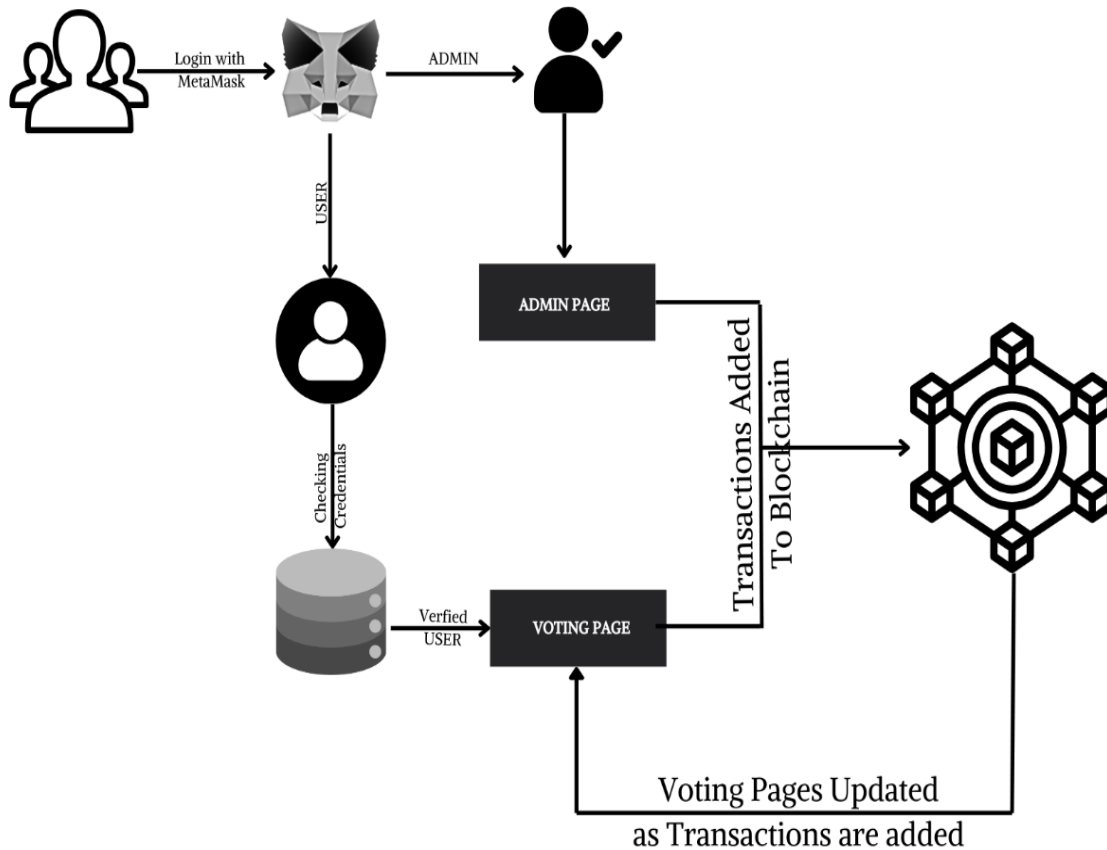 Login with
MetaMask
ADMIN
USER
ADMIN PAGE
Transactions Added
To Blockchain
Checking
Credentials
Verfied
USER
VOTING PAGE
Voting Pages Updated
as Transactions are added